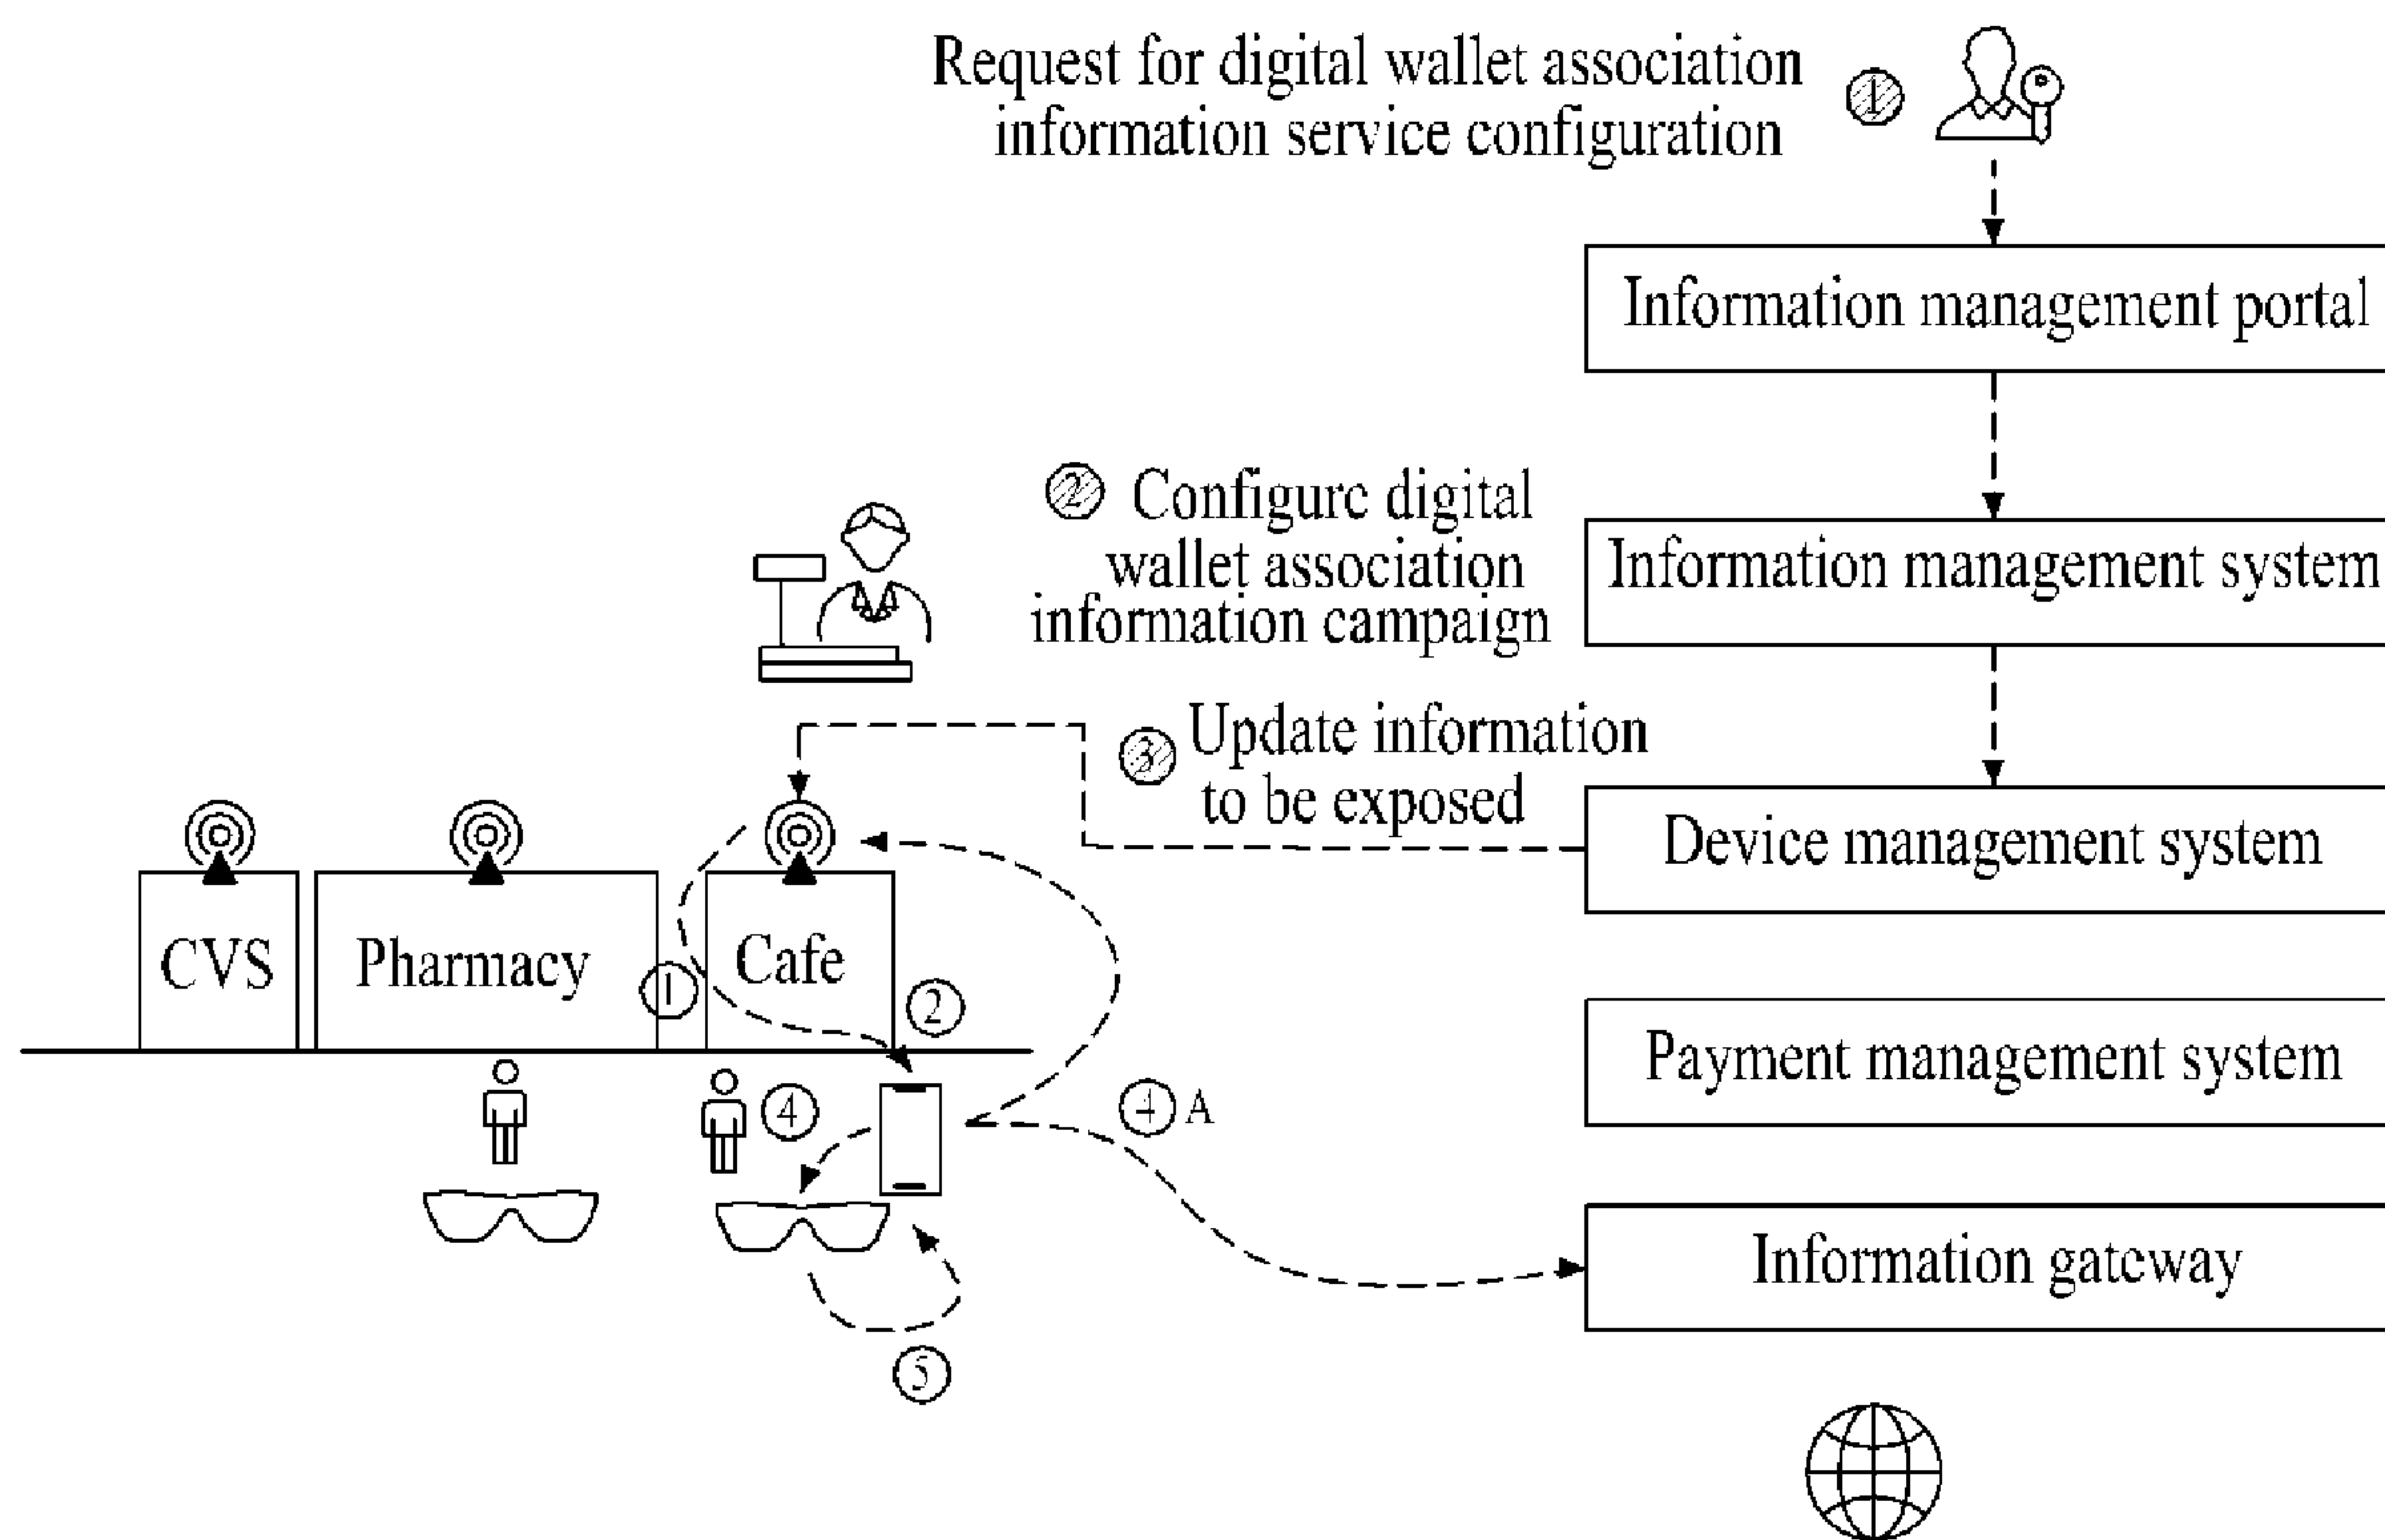 Request for digital wallet association
information service configuration
1
Information management portal
2 Configure digital
wallet association
information campaign
Information management system
3 Update information
to be exposed
Device management system
CVS
Pharmacy
Cafe
1
2
Payment management system
4
4 A
Information gateway
5